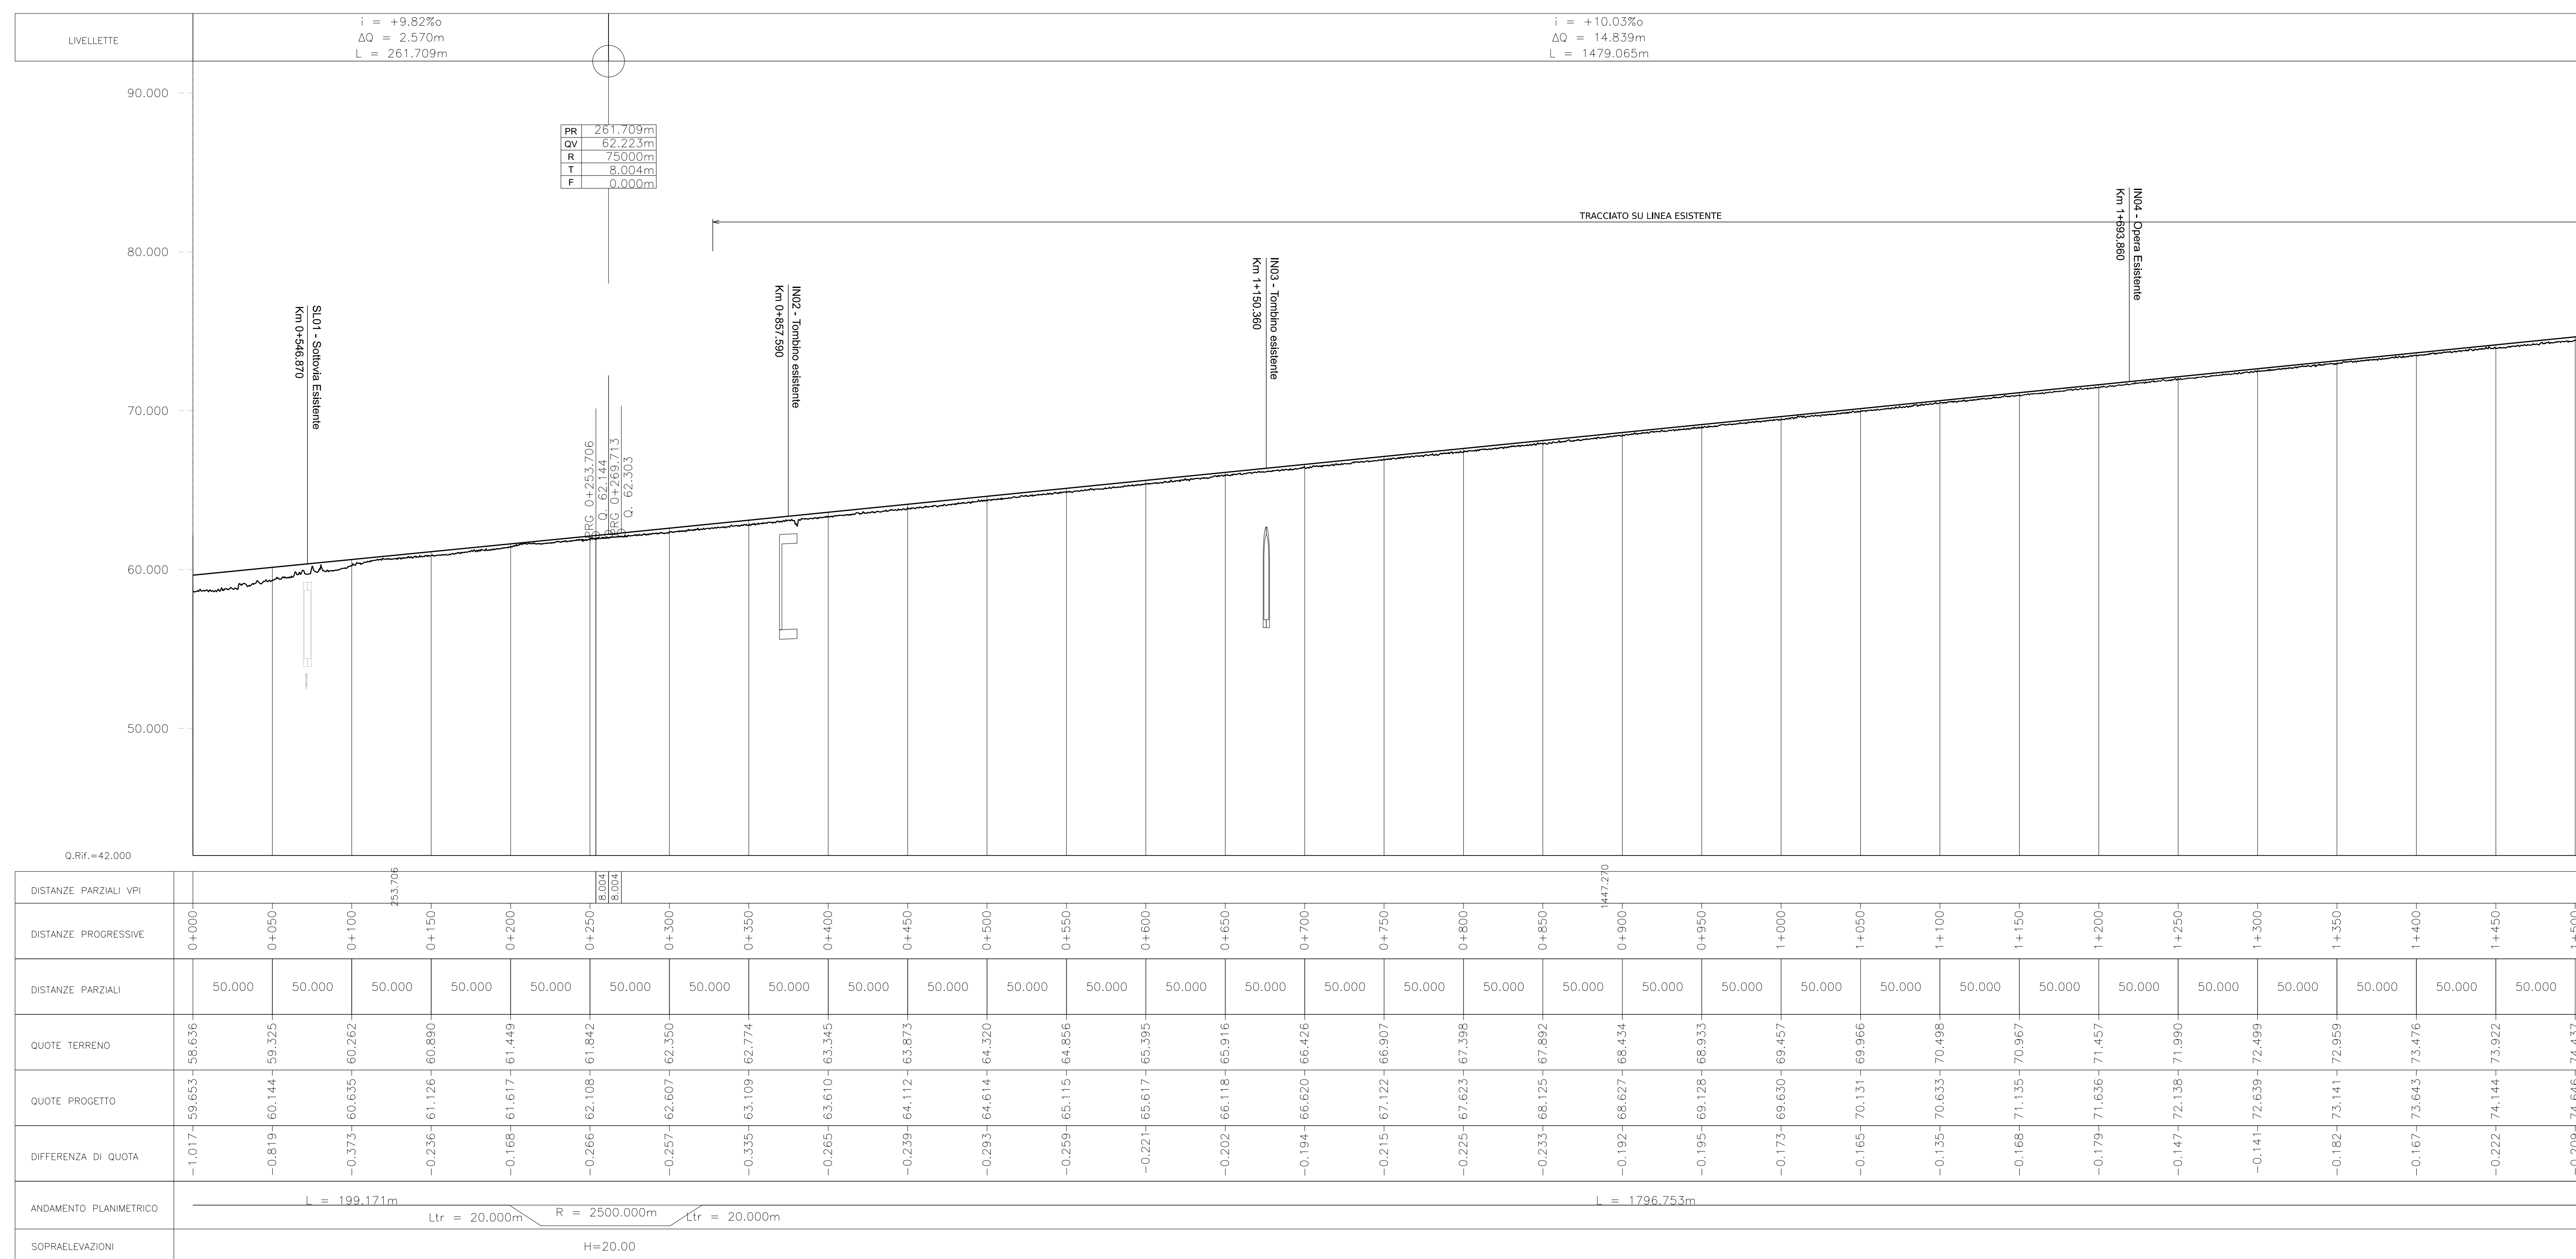 LIVELLETTE
i = +9.82‰
ΔQ = 2.570m
L = 261.709m
i = +10.03‰
ΔQ = 14.839m
L = 1479.065m
90.000
80.000
70.000
60.000
50.000
Q.Rif.=42.000
PR 261.709m
QV 62.223m
R 75000m
T 8.004m
F 0.000m
TRACCIATO SU LINEA ESISTENTE
SL01 - Sottovia Esistente
Km 0+546.870
PRG 0+253.706
Q. 62.144
PRG 0+269.713
Q. 62.303
IN02 - Tombino esistente
Km 0+857.590
IN03 - Tombino esistente
Km 1+150.360
IN04 - Opera Esistente
Km 1+693.860
DISTANZE PARZIALI VPI 253.706 8.004 8.004 1447.270
DISTANZE PROGRESSIVE 0+000 0+050 0+100 0+150 0+200 0+250 0+300 0+350 0+400 0+450 0+500 0+550 0+600 0+650 0+700 0+750 0+800 0+850 0+900 0+950 1+000 1+050 1+100 1+150 1+200 1+250 1+300 1+350 1+400 1+450 1+500
DISTANZE PARZIALI 50.000 50.000 50.000 50.000 50.000 50.000 50.000 50.000 50.000 50.000 50.000 50.000 50.000 50.000 50.000 50.000 50.000 50.000 50.000 50.000 50.000 50.000 50.000 50.000 50.000 50.000 50.000 50.000 50.000 50.000
QUOTE TERRENO 58.636 59.325 60.262 60.890 61.449 61.842 62.350 62.774 63.345 63.873 64.320 64.856 65.395 65.916 66.426 66.907 67.398 67.892 68.434 68.933 69.457 69.966 70.498 70.967 71.457 71.990 72.499 72.959 73.476 73.922 74.437
QUOTE PROGETTO 59.653 60.144 60.635 61.126 61.617 62.108 62.607 63.109 63.610 64.112 64.614 65.115 65.617 66.118 66.620 67.122 67.623 68.125 68.627 69.128 69.630 70.131 70.633 71.135 71.636 72.138 72.639 73.141 73.643 74.144 74.646
DIFFERENZA DI QUOTA -1.017 -0.819 -0.373 -0.236 -0.168 -0.266 -0.257 -0.335 -0.265 -0.239 -0.293 -0.259 -0.221 -0.202 -0.194 -0.215 -0.225 -0.233 -0.192 -0.195 -0.173 -0.165 -0.135 -0.168 -0.179 -0.147 -0.141 -0.182 -0.167 -0.222 -0.209
ANDAMENTO PLANIMETRICO L = 199.171m Ltr = 20.000m R = 2500.000m Ltr = 20.000m L = 1796.753m
SOPRAELEVAZIONI H=20.00